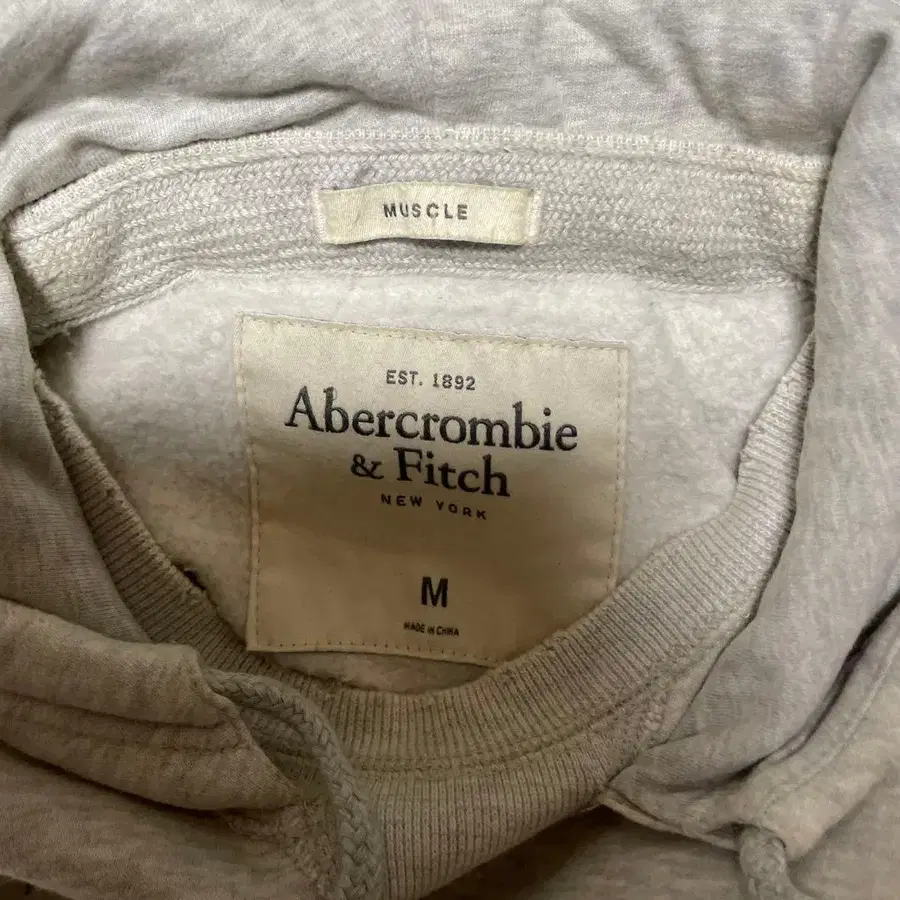 MUSCLE
EST. 1892
Abercrombie
& Fitch
NEW YORK
M
MADE IN CHINA